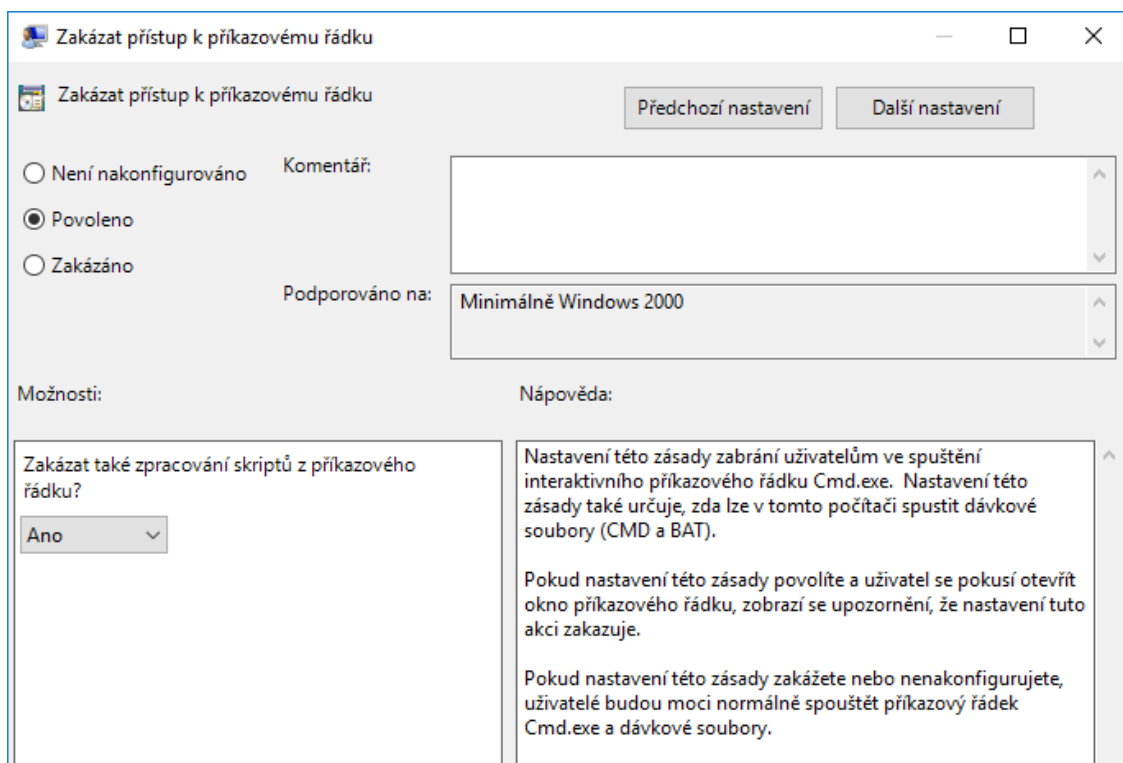 Zakázat přístup k příkazovému řádku
Zakázat přístup k příkazovému řádku
Předchozí nastavení
Další nastavení
Není nakonfigurováno
Povoleno
Zakázáno
Komentář:
Podporováno na:
Minimálně Windows 2000
Možnosti:
Nápověda:
Zakázat také zpracování skriptů z příkazového
řádku?
Ano
Nastavení této zásady zabrání uživatelům ve spuštění
interaktivního příkazového řádku Cmd.exe.  Nastavení této
zásady také určuje, zda lze v tomto počítači spustit dávkové
soubory (CMD a BAT).
Pokud nastavení této zásady povolíte a uživatel se pokusí otevřít
okno příkazového řádku, zobrazí se upozornění, že nastavení tuto
akci zakazuje.
Pokud nastavení této zásady zakážete nebo nenakonfigurujete,
uživatelé budou moci normálně spouštět příkazový řádek
Cmd.exe a dávkové soubory.